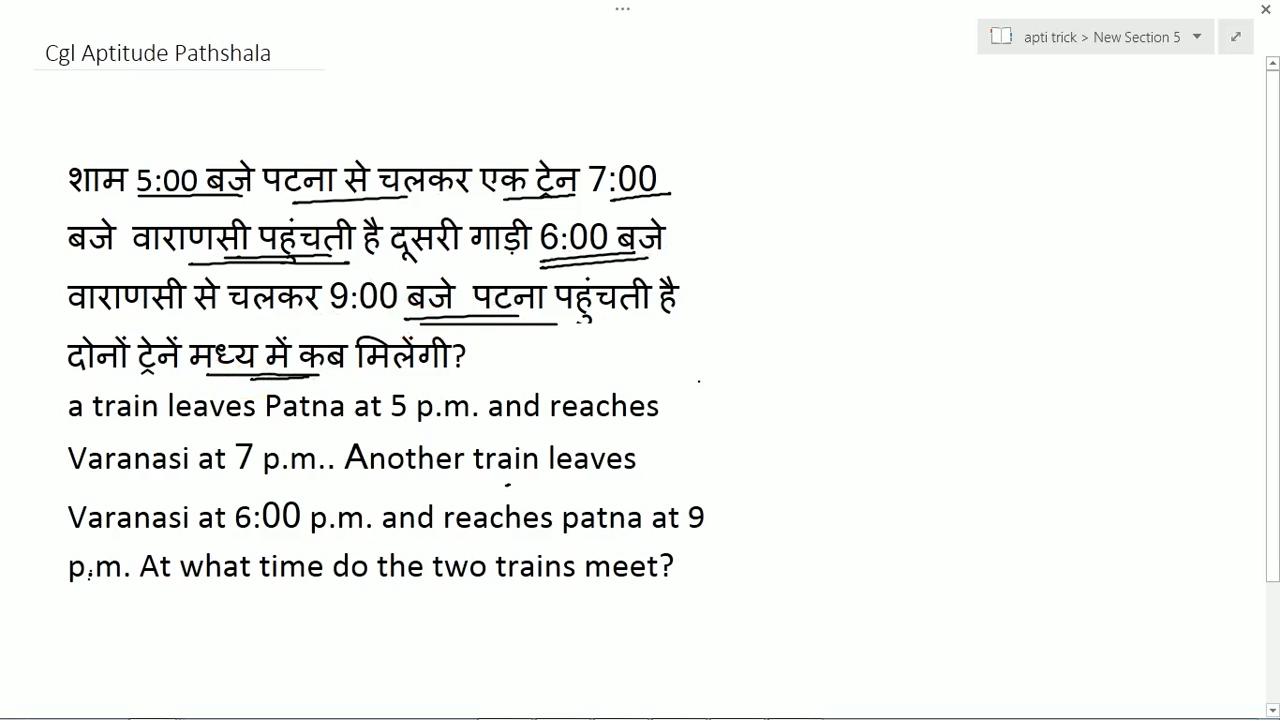 Cgl Aptitude Pathshala
apti trick > New Section 5
शाम 5:00 बजे पटना से चलकर एक ट्रेन 7:00
बजे वाराणसी पहुंचती है दूसरी गाड़ी 6:00 बजे
वाराणसी से चलकर 9:00 बजे पटना पहुंचती है
दोनों ट्रेनें मध्य में कब मिलेंगी?
a train leaves Patna at 5 p.m. and reaches
Varanasi at 7 p.m.. Another train leaves
Varanasi at 6:00 p.m. and reaches patna at 9
p.m. At what time do the two trains meet?